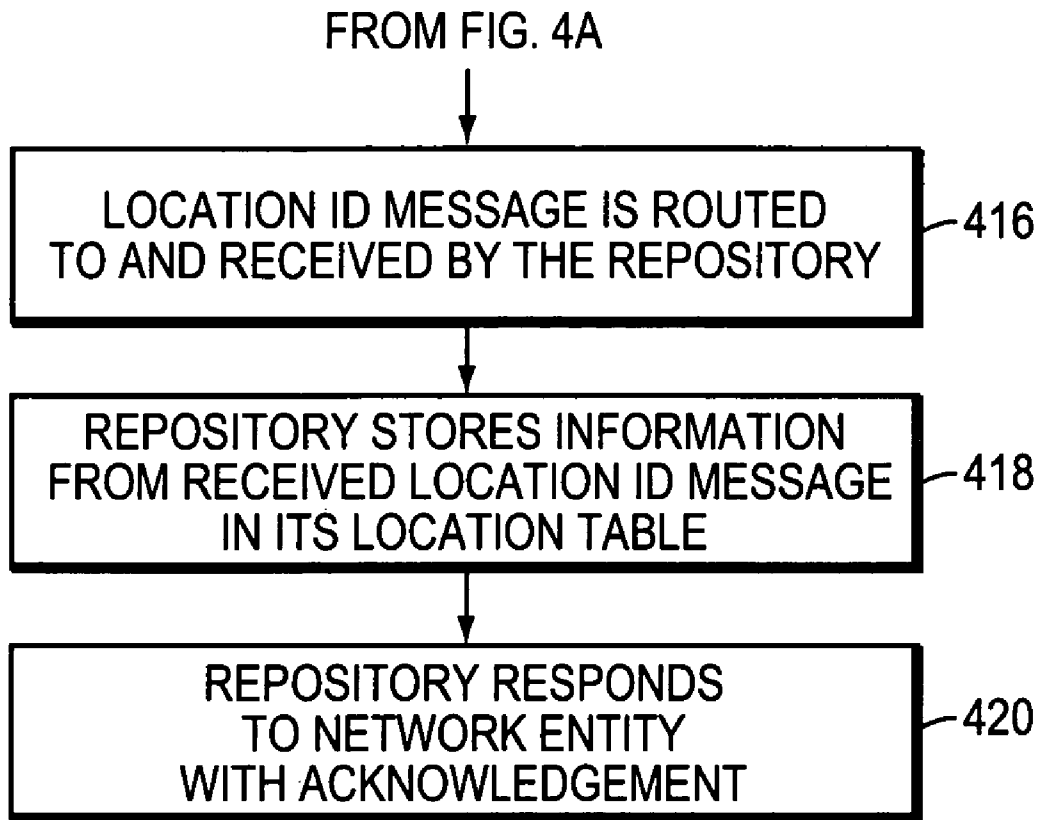 FROM FIG. 4A
LOCATION ID MESSAGE IS ROUTED
TO AND RECEIVED BY THE REPOSITORY
416
REPOSITORY STORES INFORMATION
FROM RECEIVED LOCATION ID MESSAGE
IN ITS LOCATION TABLE
418
REPOSITORY RESPONDS
TO NETWORK ENTITY
WITH ACKNOWLEDGEMENT
420